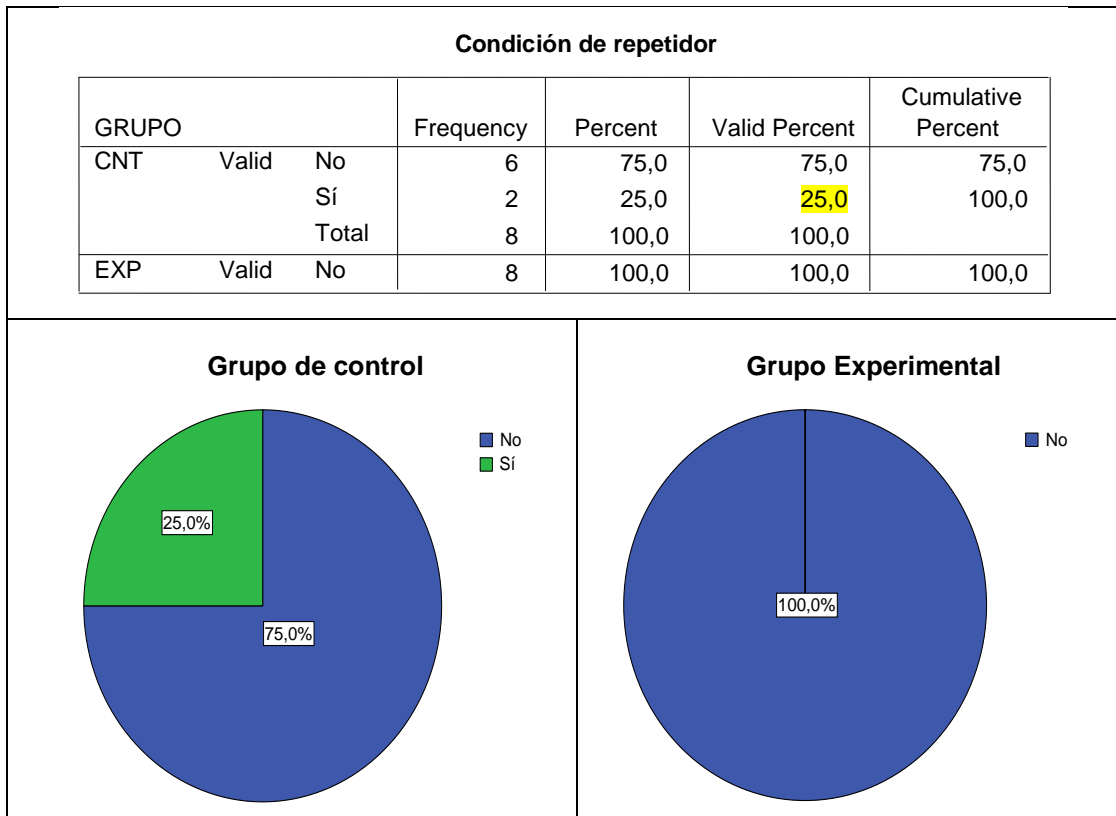 Condición de repetidor
Cumulative
GRUPO Frequency Percent Valid Percent Percent
CNT Valid No 6 75,0 75,0 75,0
Sí 2 25,0 25,0 100,0
Total 8 100,0 100,0
EXP Valid No 8 100,0 100,0 100,0
Grupo de control
No
Sí
25,0%
75,0%
Grupo Experimental
No
100,0%